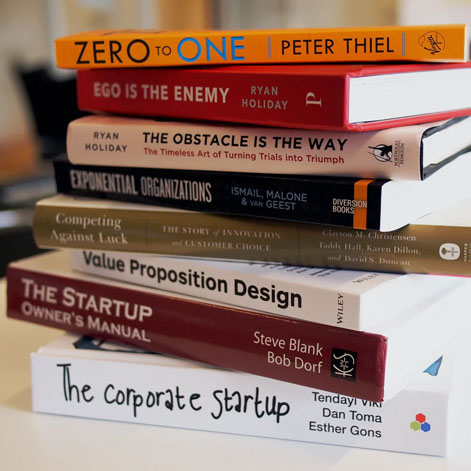 ZERO TO ONE PETER THIEL
EGO IS THE ENEMY RYAN
HOLIDAY P
RYAN
HOLIDAY
THE OBSTACLE IS THE WAY
The Timeless Art of Turning Trials into Triumph
PORTFOLIO
PENGUIN
EXPONENTIAL ORGANIZATIONS
ISMAIL, MALONE
& VAN GEEST
DIVERSION
BOOKS
Competing
Against Luck
THE STORY OF INNOVATION
and CUSTOMER CHOICE
Clayton M. Christensen
Taddy Hall, Karen Dillon,
and David S. Duncan
Value Proposition Design
WILEY
THE STARTUP
OWNER'S MANUAL
Steve Blank
Bob Dorf
The corporate startup
Tendayi Viki
Dan Toma
Esther Gons